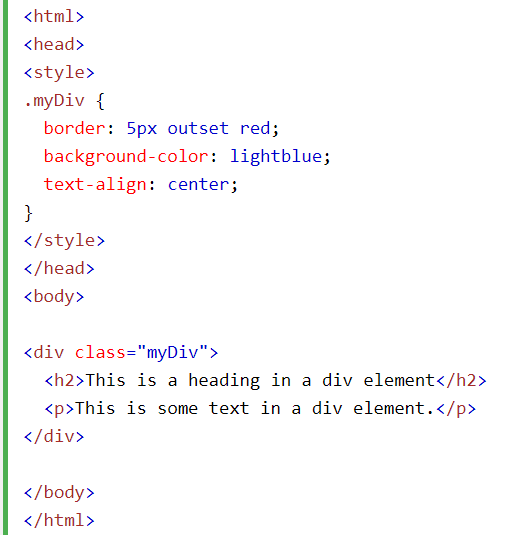 <html>
<head>
<style>
.myDiv {
  border: 5px outset red;
  background-color: lightblue;
  text-align: center;
}
</style>
</head>
<body>

<div class="myDiv">
  <h2>This is a heading in a div element</h2>
  <p>This is some text in a div element.</p>
</div>

</body>
</html>